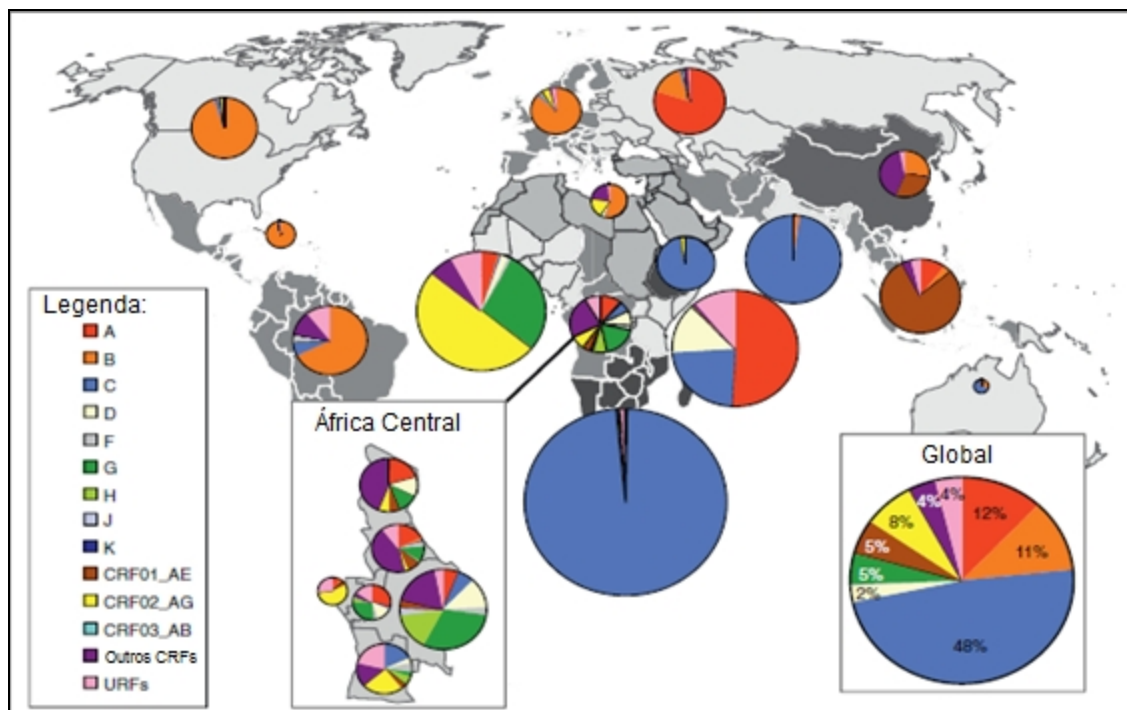 Legenda:
A
B
C
D
F
G
H
J
K
CRF01_AE
CRF02_AG
CRF03_AB
Outros CRFs
URFs
África Central
Global
4%
4%
12%
8%
11%
5%
5%
2%
48%